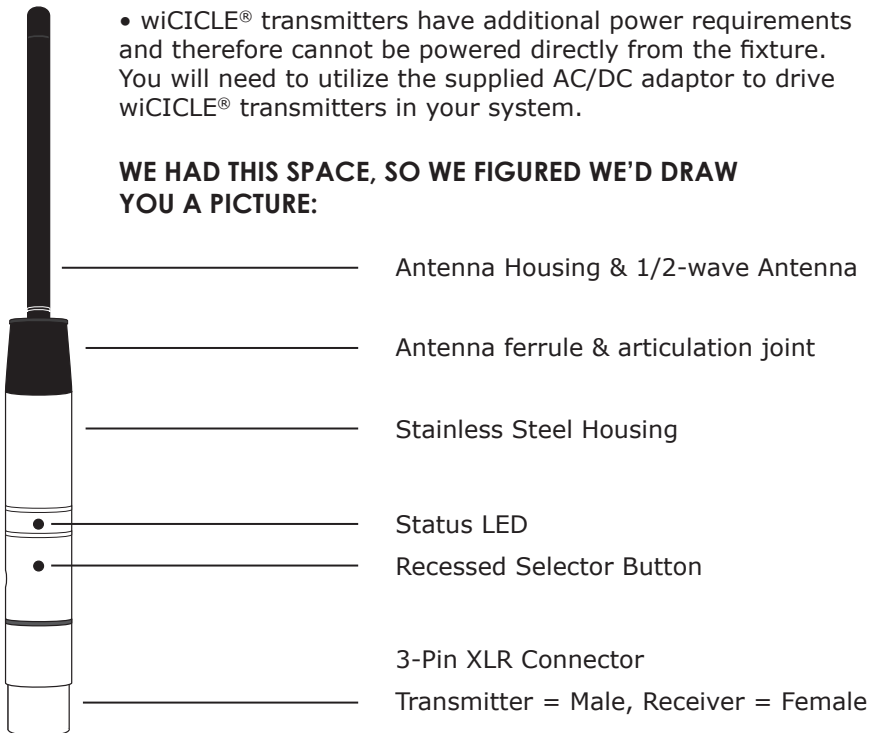 • wiCICLE® transmitters have additional power requirements
and therefore cannot be powered directly from the fixture.
You will need to utilize the supplied AC/DC adaptor to drive
wiCICLE® transmitters in your system.
WE HAD THIS SPACE, SO WE FIGURED WE’D DRAW
YOU A PICTURE:
Antenna Housing & 1/2-wave Antenna
Antenna ferrule & articulation joint
Stainless Steel Housing
Status LED
Recessed Selector Button
3-Pin XLR Connector
Transmitter = Male, Receiver = Female